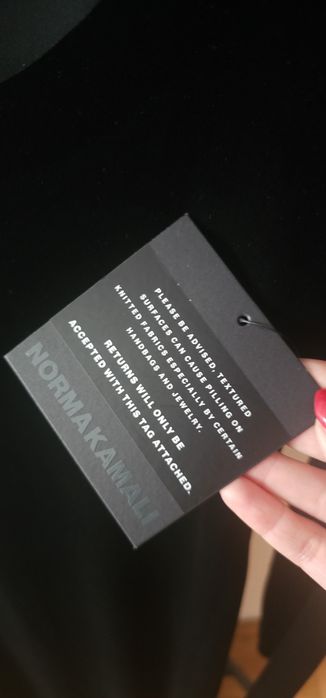 PLEASE BE ADVISED, TEXTURED
SURFACES CAN CAUSE PILLING ON
KNITTED FABRICS ESPECIALLY BY CERTAIN
HANDBAGS AND JEWELRY.
RETURNS WILL ONLY BE
ACCEPTED WITH THIS TAG ATTACHED.
NORMA KAMALI